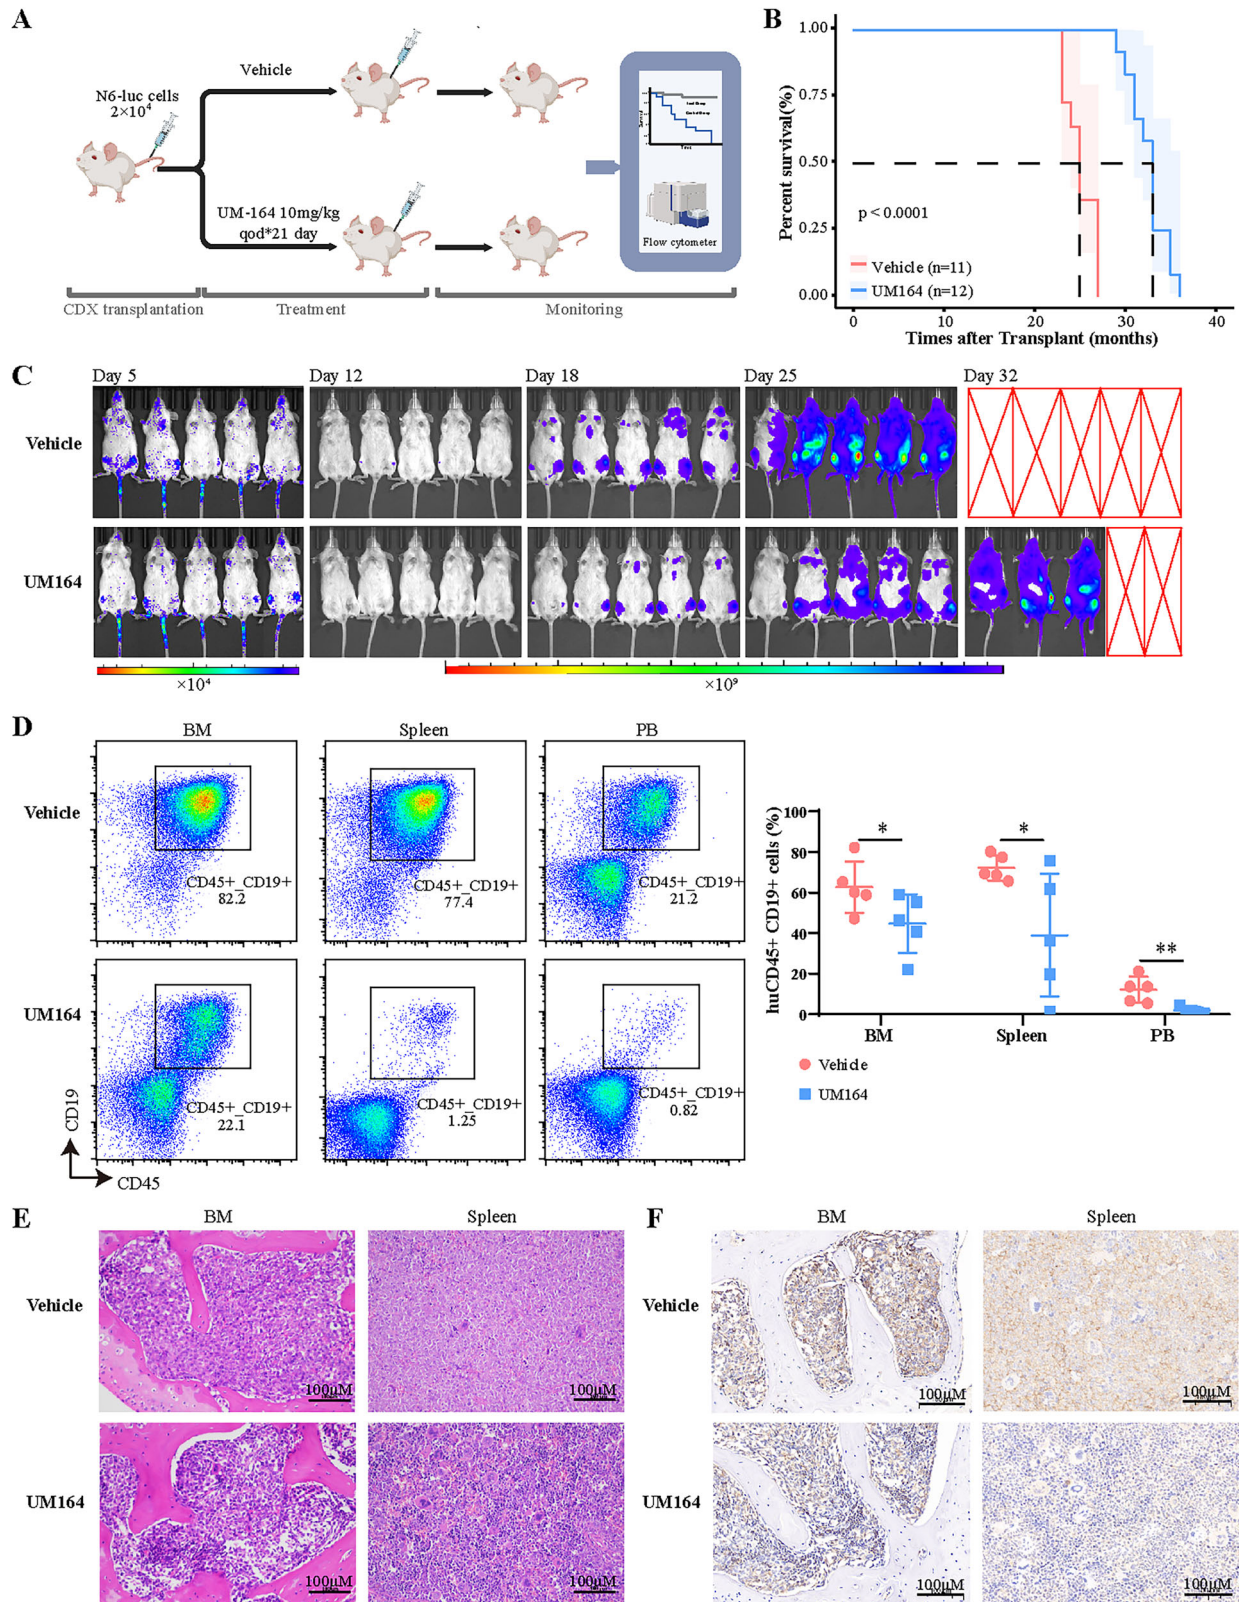 A
N6-luc cells
2×10⁴
Vehicle
UM-164 10mg/kg
qod*21 day
Survival
Time
Flow cytometer
CDX transplantation
Treatment
Monitoring
B
Percent survival(%)
1.00
0.75
0.50
0.25
0.00
p < 0.0001
Vehicle (n=11)
UM164 (n=12)
0
10
20
30
40
Times after Transplant (months)
C
Day 5
Day 12
Day 18
Day 25
Day 32
Vehicle
UM164
×10⁴
×10⁹
D
BM
Spleen
PB
Vehicle
CD45+_CD19+
82.2
CD45+_CD19+
77.4
CD45+_CD19+
21.2
UM164
CD45+_CD19+
22.1
CD45+_CD19+
1.25
CD45+_CD19+
0.82
CD19
CD45
huCD45+ CD19+ cells (%)
100
80
60
40
20
0
*
*
**
BM
Spleen
PB
Vehicle
UM164
E
BM
Spleen
Vehicle
100μM
100μM
UM164
100μM
100μM
F
BM
Spleen
Vehicle
100μM
100μM
UM164
100μM
100μM